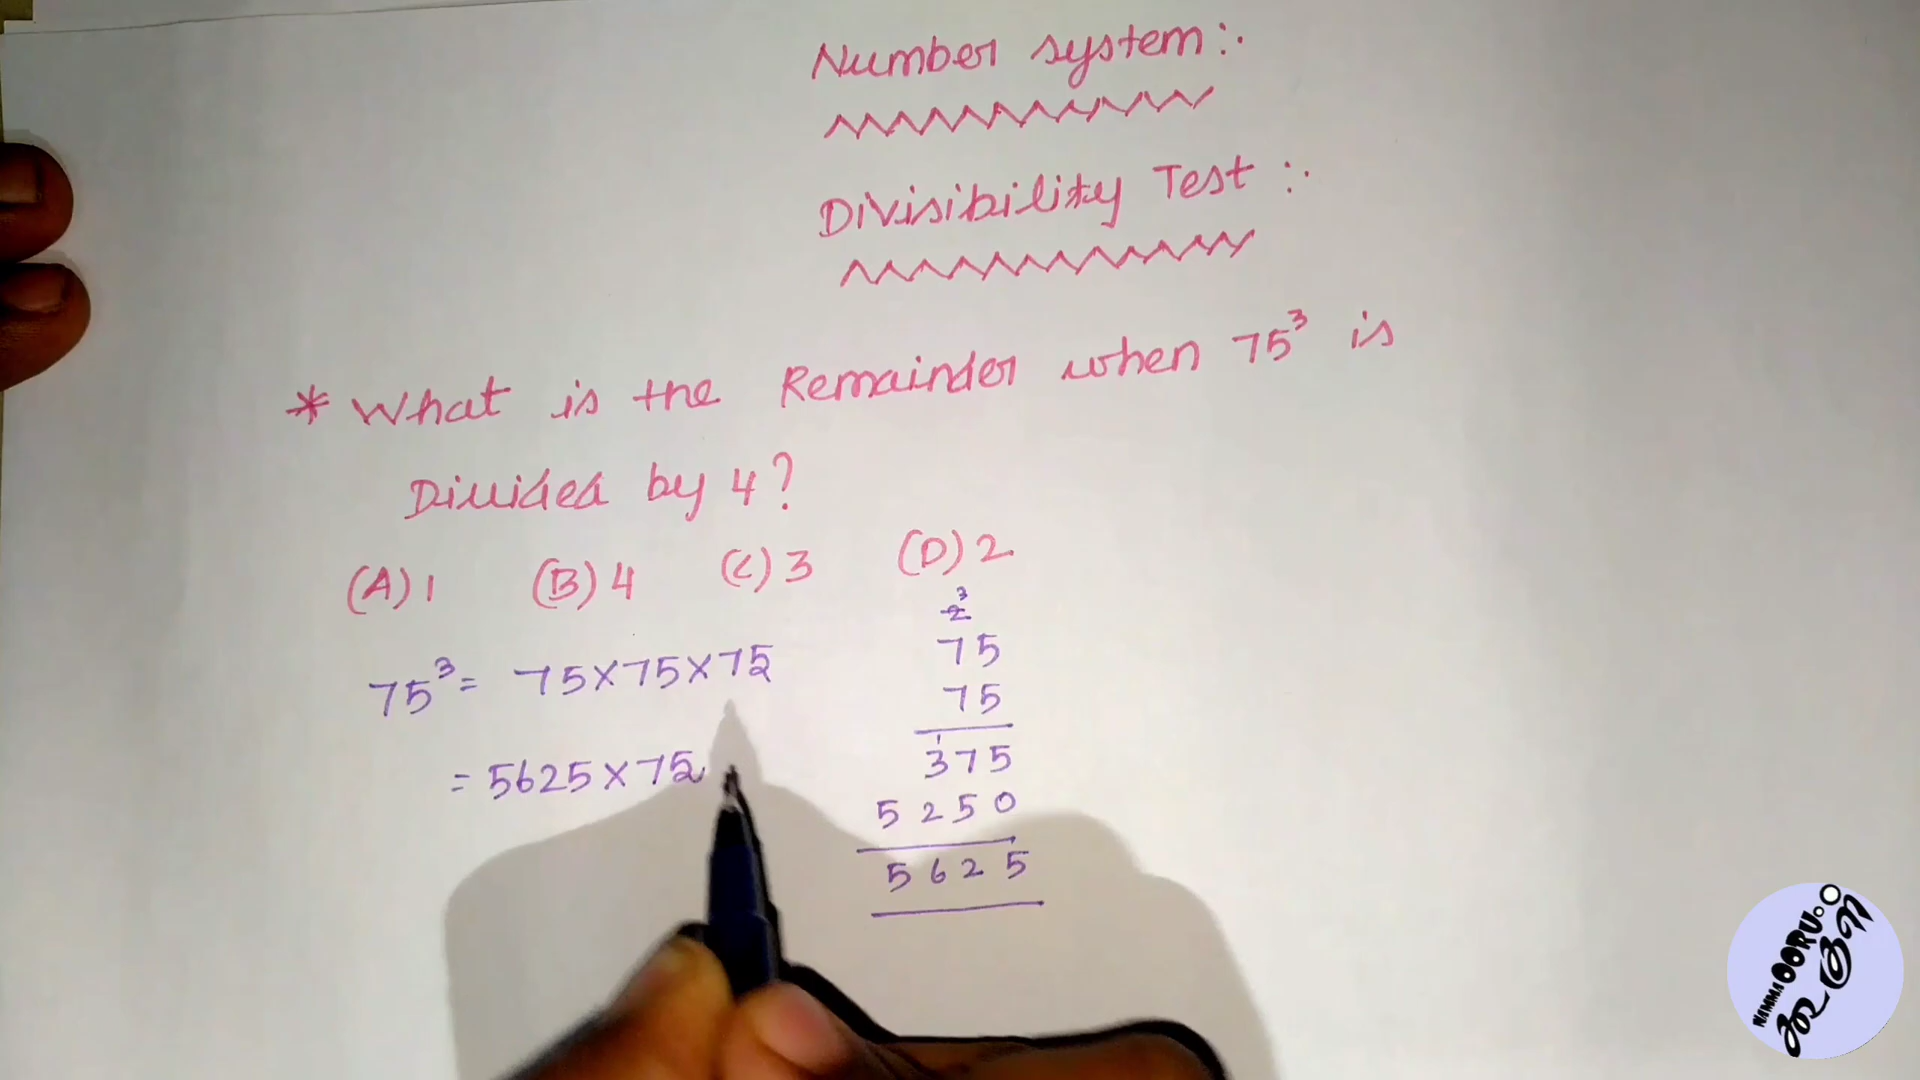 Number system:.
Divisibility Test :.
* What is the Remainder when 75³ is
Divided by 4?
(A) 1 (B) 4 (C) 3 (D) 2
75³ = 75×75×75
= 5625×75
2 3
75
75
1
375
5250
5625
NAMMA OORU